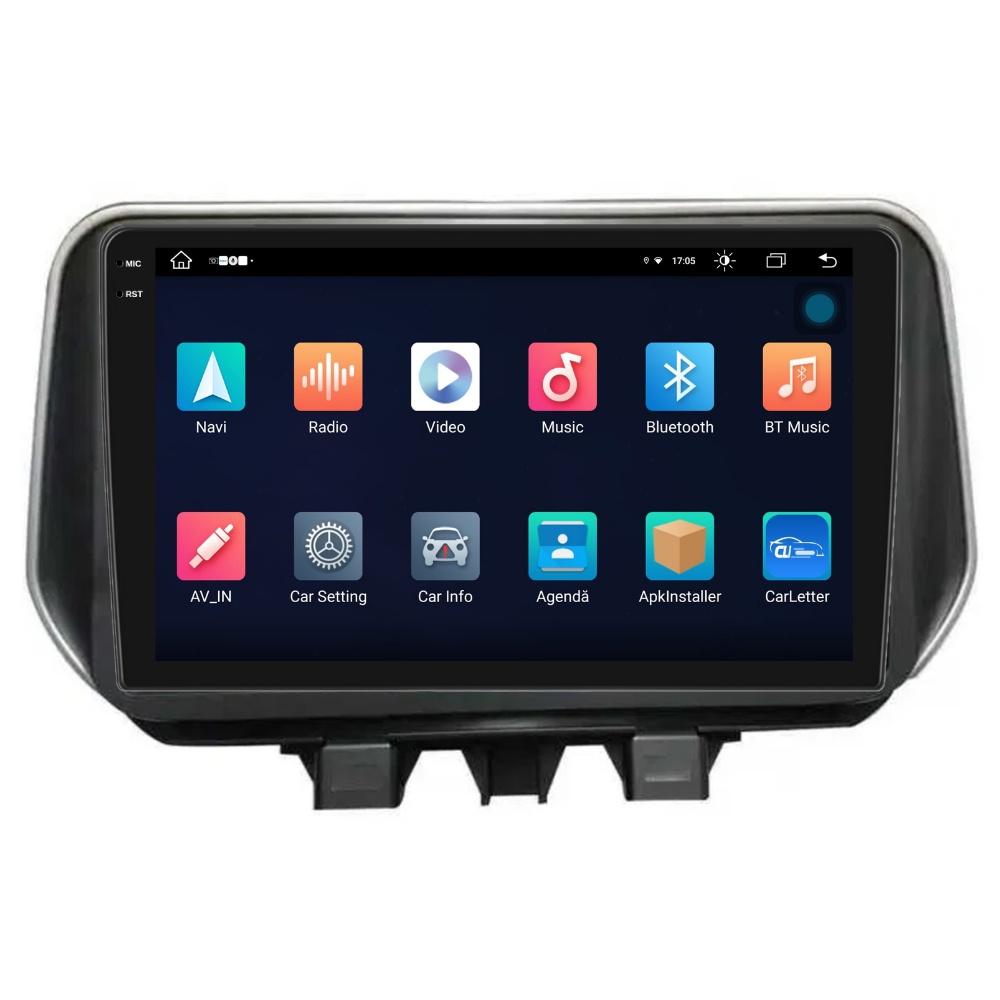 MIC
17:05
RST
Navi
Radio
Video
Music
Bluetooth
BT Music
AV_IN
Car Setting
Car Info
Agendă
ApkInstaller
CarLetter